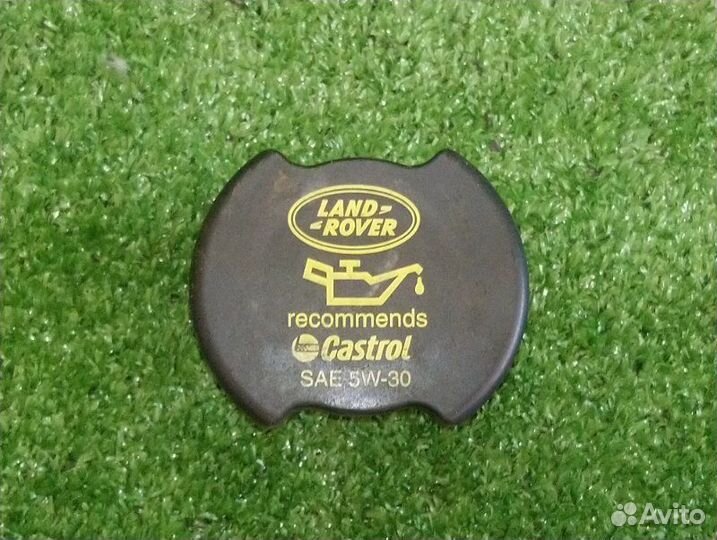 LAND
ROVER
recommends
Castrol
SAE 5W-30
Avito